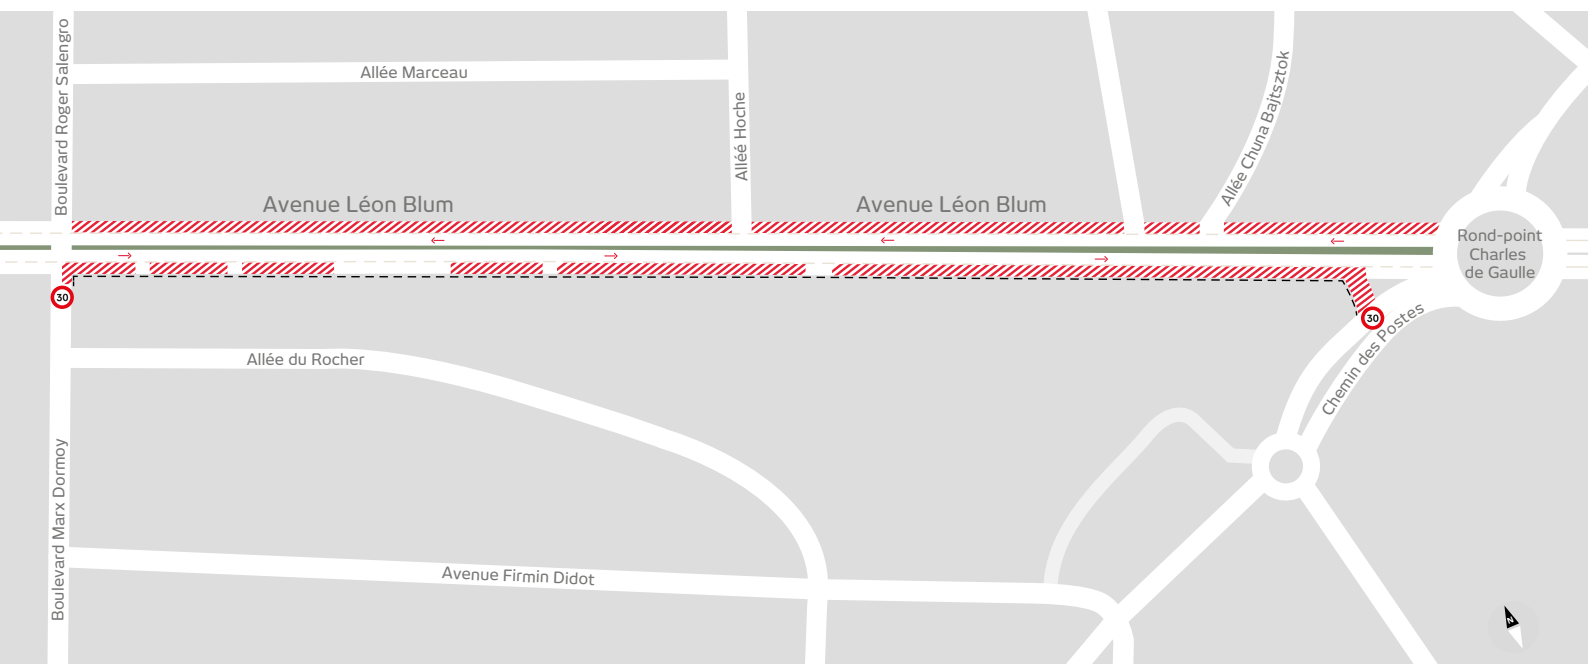 Boulevard Roger Salengro
Allée Marceau
Alléé Hoche
Allée Chuna Bajtsztok
Avenue Léon Blum
Avenue Léon Blum
Rond-point
Charles
de Gaulle
30
30
Chemin des Postes
Allée du Rocher
Boulevard Marx Dormoy
Avenue Firmin Didot
N